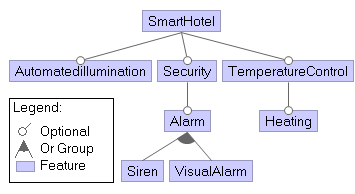 SmartHotel
AutomatedIllumination Security TemperatureControl
Legend:
Optional
Or Group
Feature
Alarm
Heating
Siren
VisualAlarm